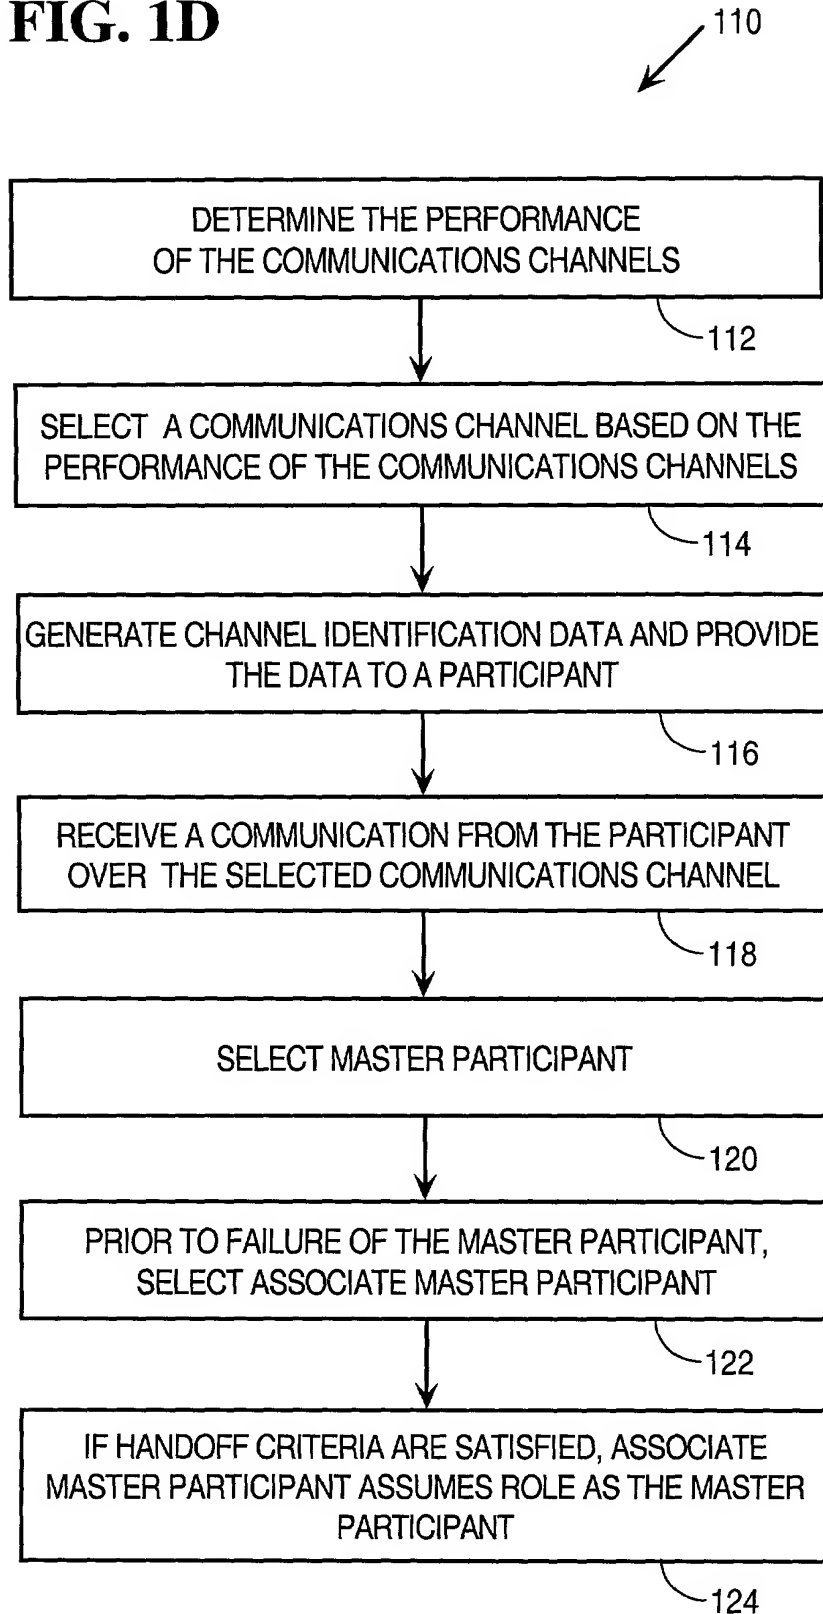 FIG. 1D
110
DETERMINE THE PERFORMANCE
OF THE COMMUNICATIONS CHANNELS
112
SELECT A COMMUNICATIONS CHANNEL BASED ON THE
PERFORMANCE OF THE COMMUNICATIONS CHANNELS
114
GENERATE CHANNEL IDENTIFICATION DATA AND PROVIDE
THE DATA TO A PARTICIPANT
116
RECEIVE A COMMUNICATION FROM THE PARTICIPANT
OVER THE SELECTED COMMUNICATIONS CHANNEL
118
SELECT MASTER PARTICIPANT
120
PRIOR TO FAILURE OF THE MASTER PARTICIPANT,
SELECT ASSOCIATE MASTER PARTICIPANT
122
IF HANDOFF CRITERIA ARE SATISFIED, ASSOCIATE
MASTER PARTICIPANT ASSUMES ROLE AS THE MASTER
PARTICIPANT
124